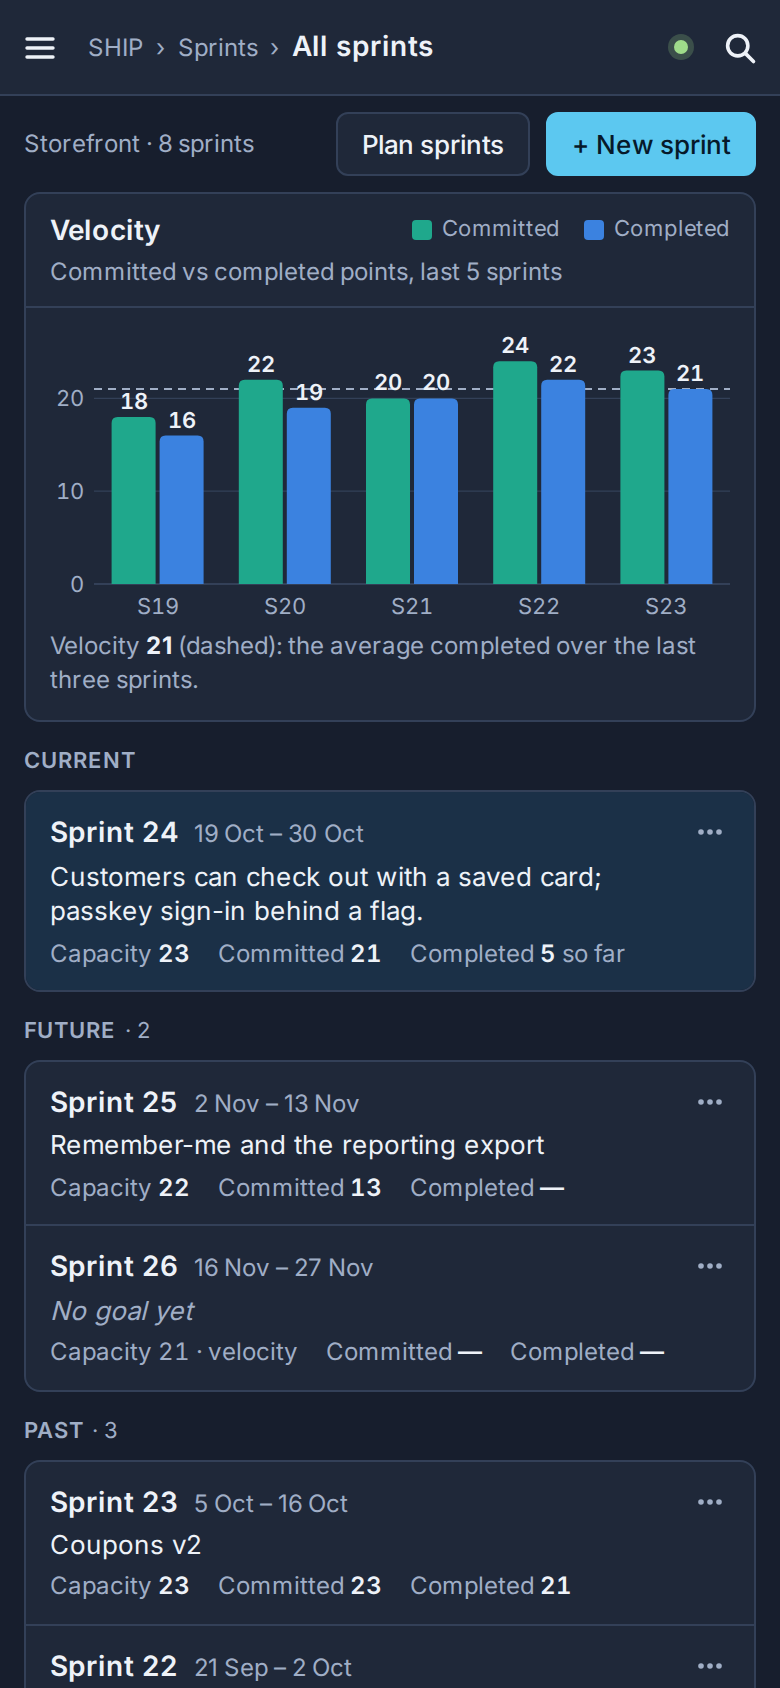 SHIP › Sprints › All sprints
Storefront · 8 sprints
Plan sprints
+ New sprint
Velocity
Committed
Completed
Committed vs completed points, last 5 sprints
24
22
22
23
21
20
18
16
19
20
20
10
0
S19
S20
S21
S22
S23
Velocity 21 (dashed): the average completed over the last
three sprints.
CURRENT
Sprint 24 19 Oct – 30 Oct
Customers can check out with a saved card;
passkey sign-in behind a flag.
Capacity 23 Committed 21 Completed 5 so far
FUTURE · 2
Sprint 25 2 Nov – 13 Nov
Remember-me and the reporting export
Capacity 22 Committed 13 Completed —
Sprint 26 16 Nov – 27 Nov
No goal yet
Capacity 21 · velocity Committed — Completed —
PAST · 3
Sprint 23 5 Oct – 16 Oct
Coupons v2
Capacity 23 Committed 23 Completed 21
Sprint 22 21 Sep – 2 Oct